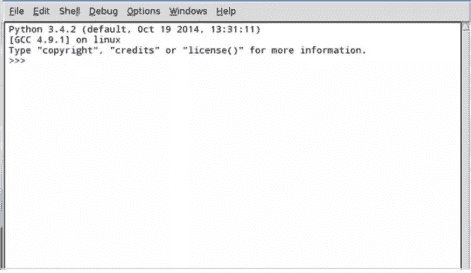 File Edit Shell Debug Options Windows Help
Python 3.4.2 (default, Oct 19 2014, 13:31:11)
[GCC 4.9.1] on linux
Type "copyright", "credits" or "license()" for more information.
>>>